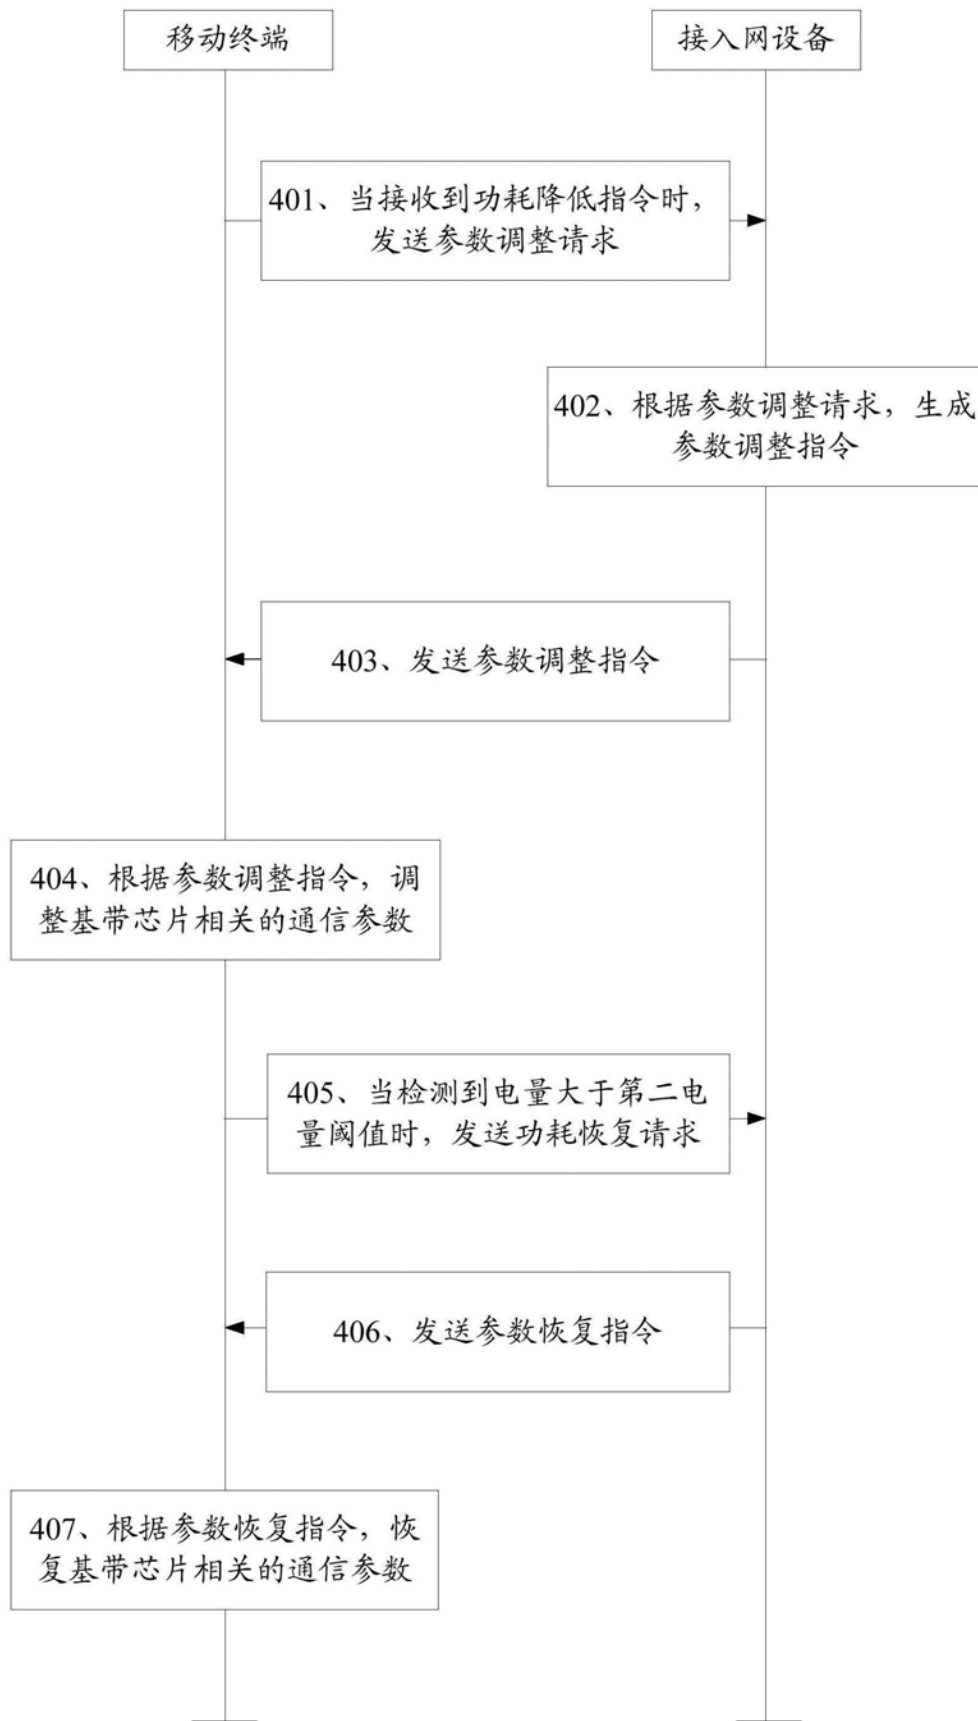 移动终端
接入网设备
401、当接收到功耗降低指令时，
发送参数调整请求
402、根据参数调整请求，生成
参数调整指令
403、发送参数调整指令
404、根据参数调整指令，调
整基带芯片相关的通信参数
405、当检测到电量大于第二电
量阈值时，发送功耗恢复请求
406、发送参数恢复指令
407、根据参数恢复指令，恢
复基带芯片相关的通信参数